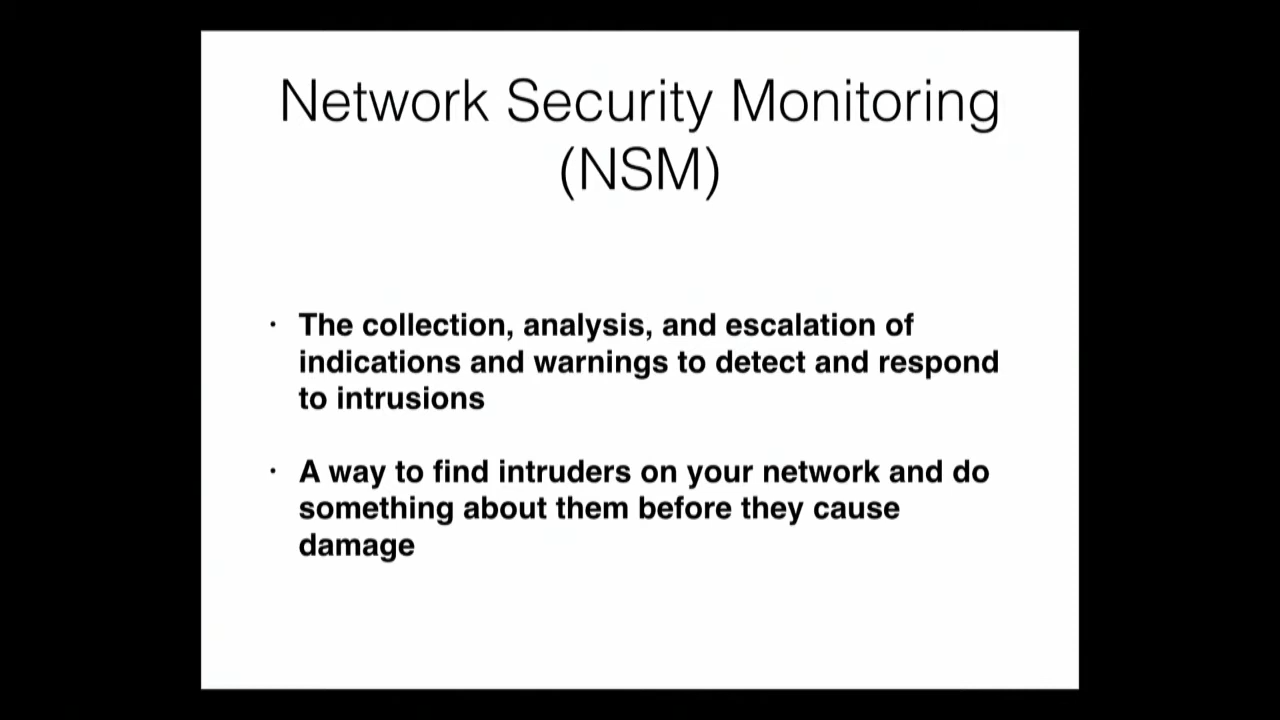 Network Security Monitoring
(NSM)
· The collection, analysis, and escalation of
indications and warnings to detect and respond
to intrusions
· A way to find intruders on your network and do
something about them before they cause
damage